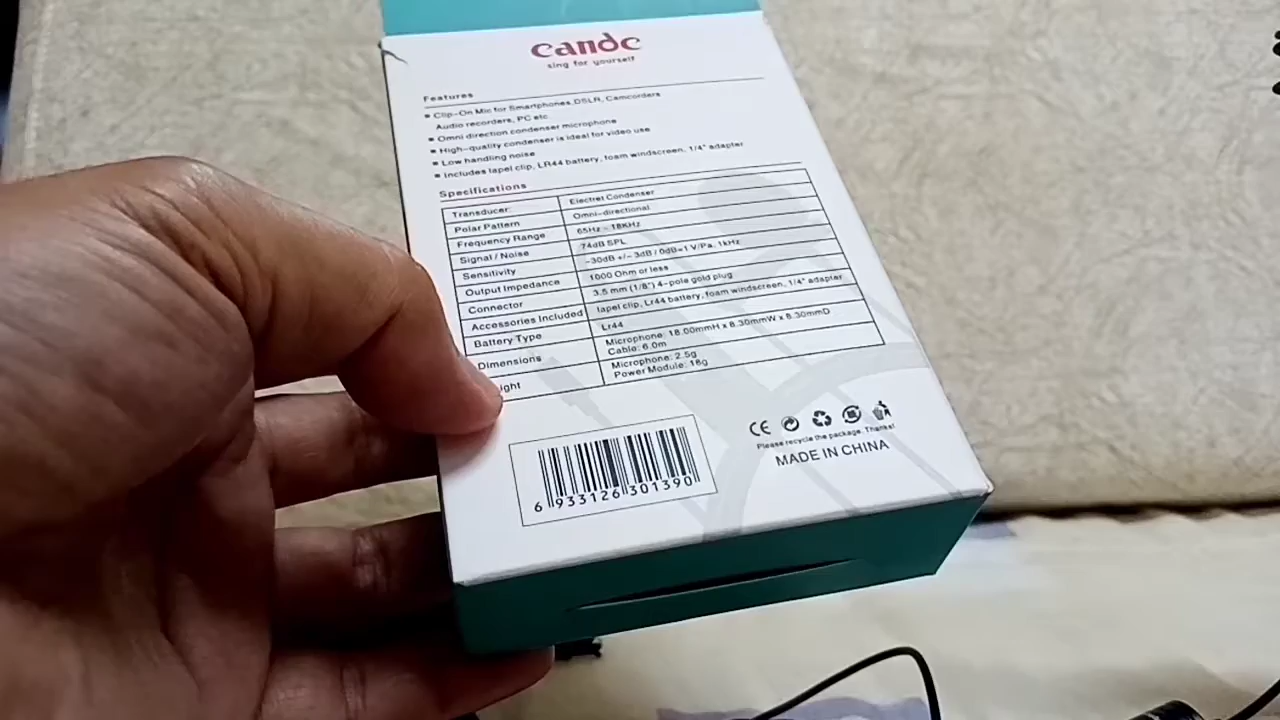 candc
sing for yourself
Features
Clip-On Mic for Smartphones,DSLR, Camcorders
Audio recorders, PC etc
Omni direction condenser microphone
High-quality condenser is ideal for video use
Low handling noise
Includes lapel clip, LR44 battery, foam windscreen, 1/4" adapter
Specifications
Transducer: Electret Condenser
Polar Pattern Omni-directional
Frequency Range 65Hz ~ 18KHz
Signal / Noise 74dB SPL
Sensitivity -30dB +/- 3dB / 0dB=1 V/Pa, 1kHz
Output Impedance 1000 Ohm or less
Connector 3.5 mm (1/8") 4-pole gold plug
Accessories Included lapel clip, Lr44 battery, foam windscreen, 1/4" adapter
Battery Type Lr44
Dimensions Microphone: 18.00mmH x 8.30mmW x 8.30mmD
Cable: 6.0m
ight Microphone: 2.5g
Power Module: 16g
6 933126 301390
CE
Please recycle the package. Thanks!
MADE IN CHINA